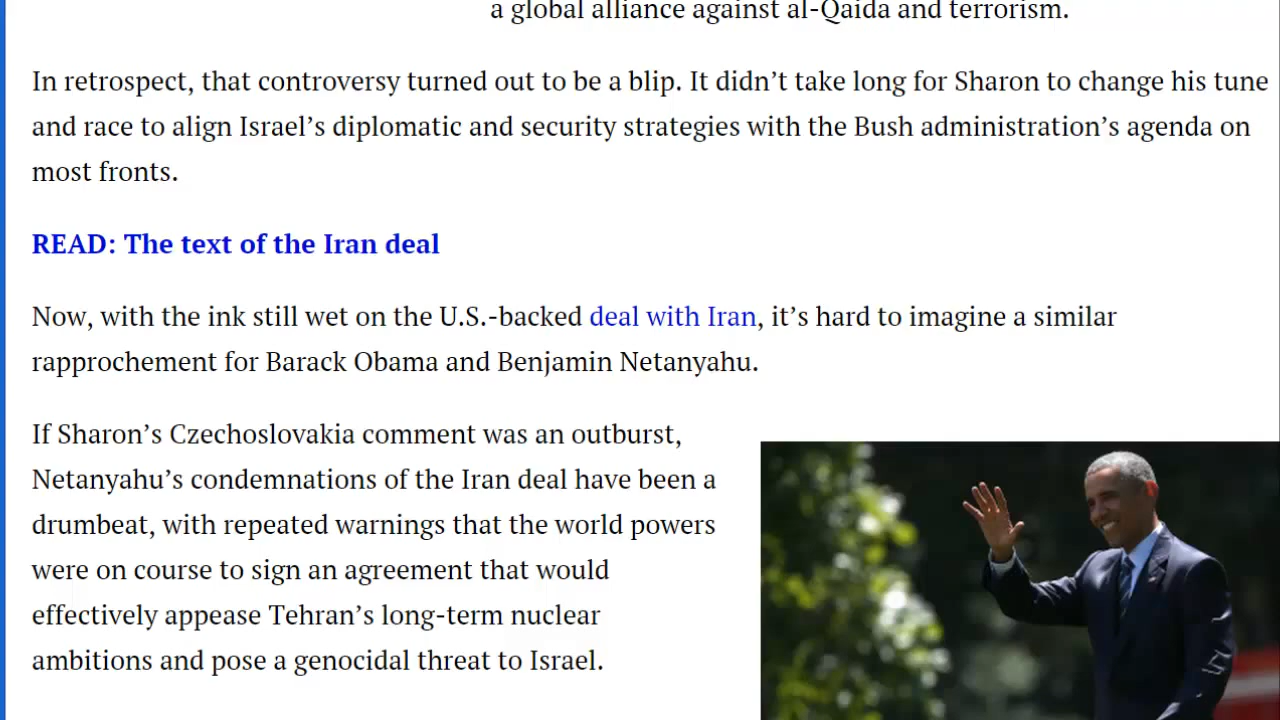 a global alliance against al-Qaida and terrorism.
In retrospect, that controversy turned out to be a blip. It didn’t take long for Sharon to change his tune
and race to align Israel’s diplomatic and security strategies with the Bush administration’s agenda on
most fronts.
READ: The text of the Iran deal
Now, with the ink still wet on the U.S.-backed deal with Iran, it’s hard to imagine a similar
rapprochement for Barack Obama and Benjamin Netanyahu.
If Sharon’s Czechoslovakia comment was an outburst,
Netanyahu’s condemnations of the Iran deal have been a
drumbeat, with repeated warnings that the world powers
were on course to sign an agreement that would
effectively appease Tehran’s long-term nuclear
ambitions and pose a genocidal threat to Israel.